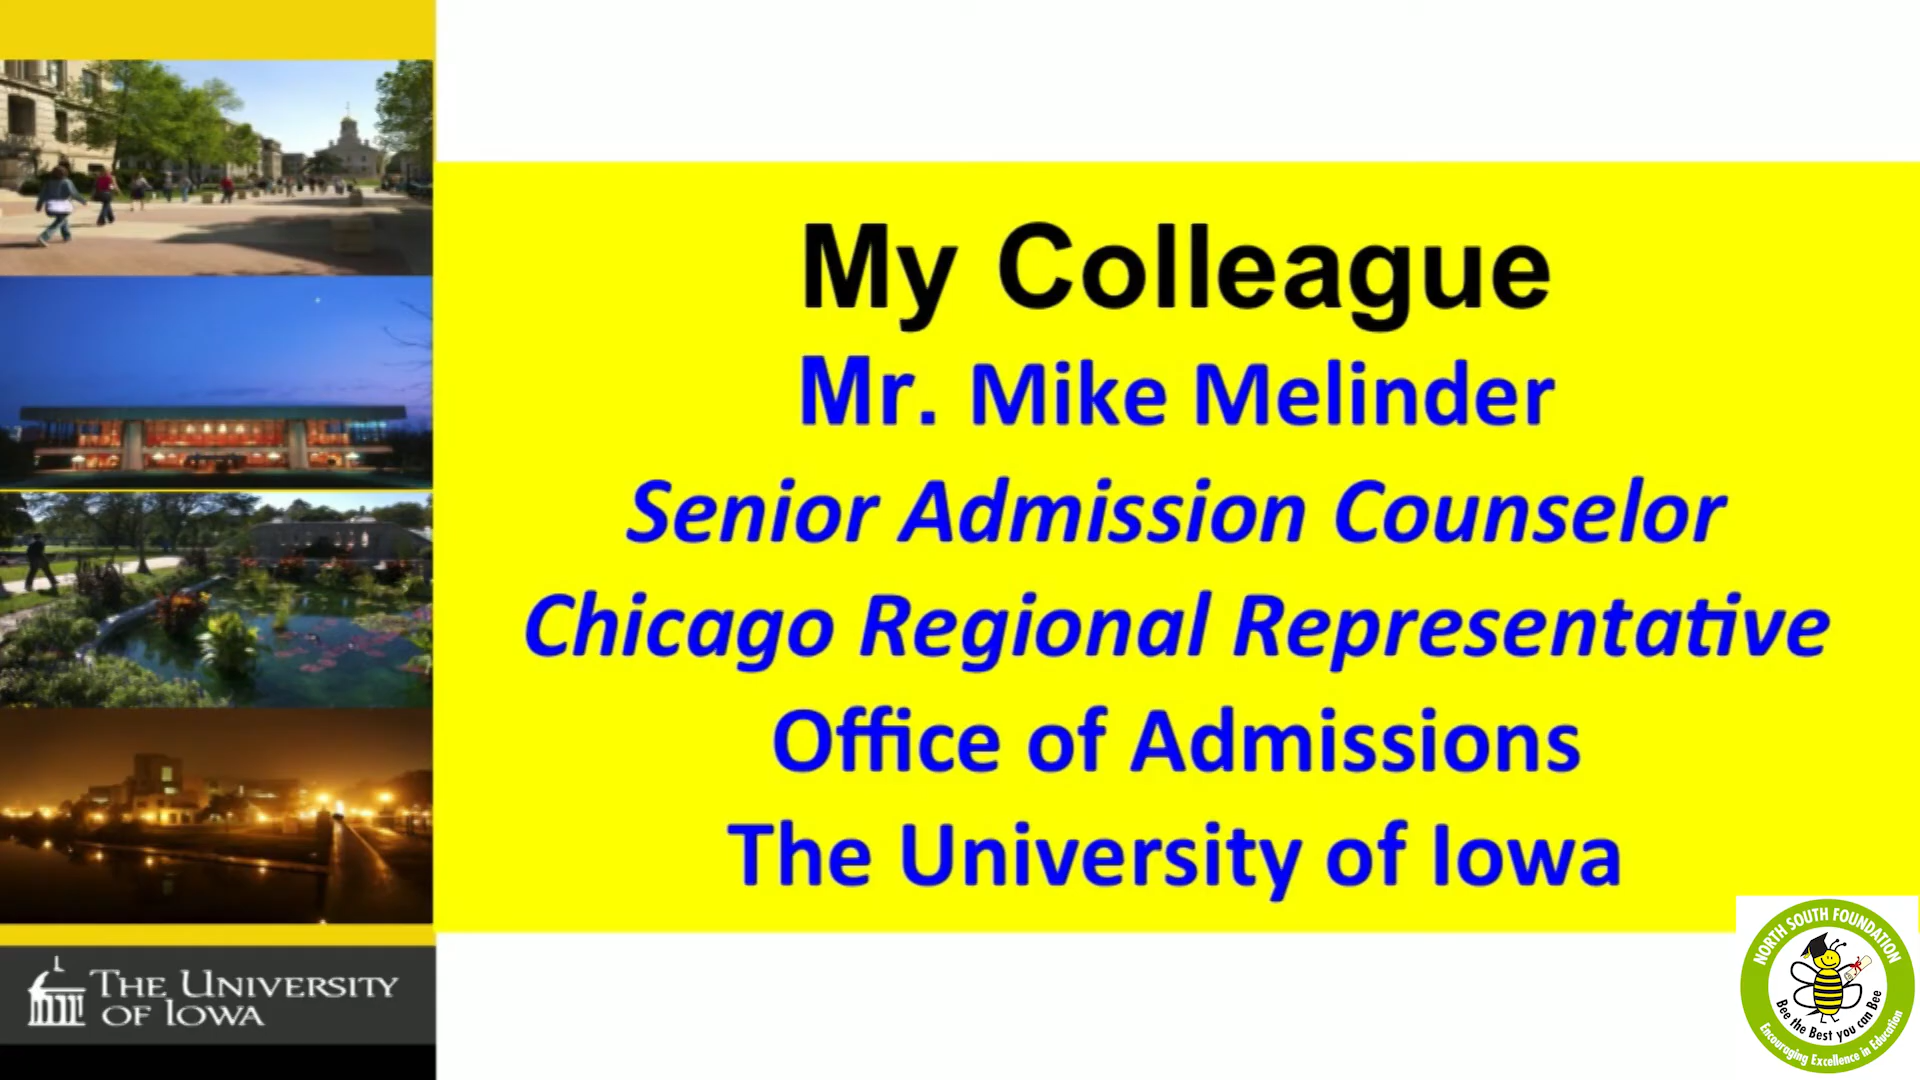 My Colleague
Mr. Mike Melinder
Senior Admission Counselor
Chicago Regional Representative
Office of Admissions
The University of Iowa
THE UNIVERSITY
OF IOWA
NORTH SOUTH FOUNDATION
Bee the Best you can Bee
Encouraging Excellence in Education